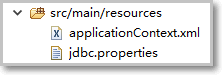 src/main/resources
applicationContext.xml
jdbc.properties